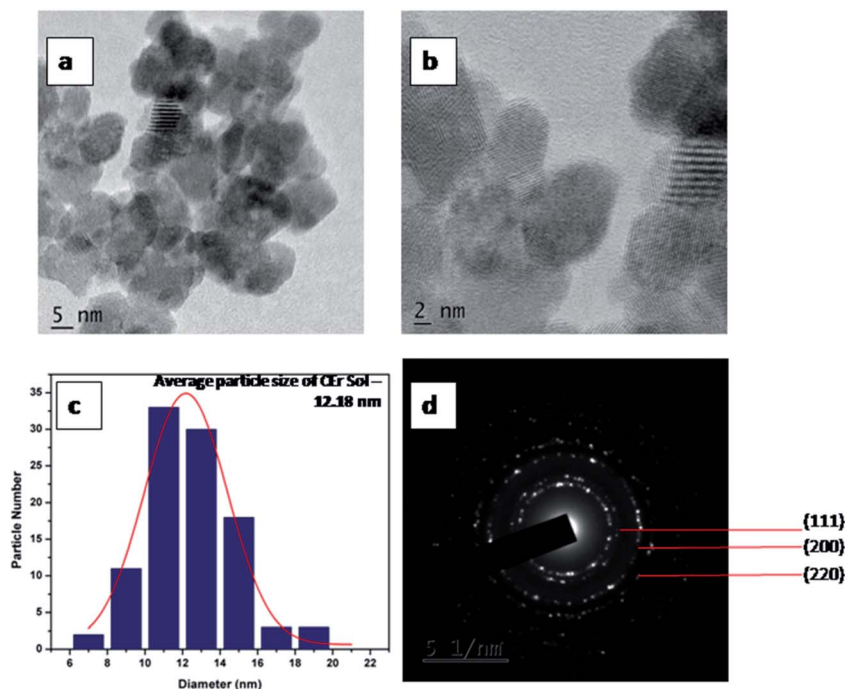 a
b
5 nm
2 nm
c
Average particle size of CEr Sol –
12.18 nm
35
30
25
20
15
10
5
0
Particle Number
6 8 10 12 14 16 18 20 22
Diameter (nm)
d
{111}
{200}
{220}
5 1/nm